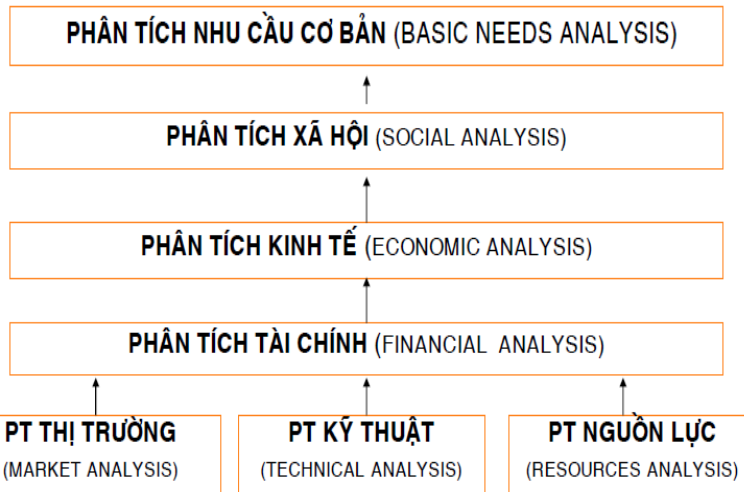 PHÂN TÍCH NHU CẦU CƠ BẢN (BASIC NEEDS ANALYSIS)
PHÂN TÍCH XÃ HỘI (SOCIAL ANALYSIS)
PHÂN TÍCH KINH TẾ (ECONOMIC ANALYSIS)
PHÂN TÍCH TÀI CHÍNH (FINANCIAL ANALYSIS)
PT THỊ TRƯỜNG
(MARKET ANALYSIS)
PT KỸ THUẬT
(TECHNICAL ANALYSIS)
PT NGUỒN LỰC
(RESOURCES ANALYSIS)